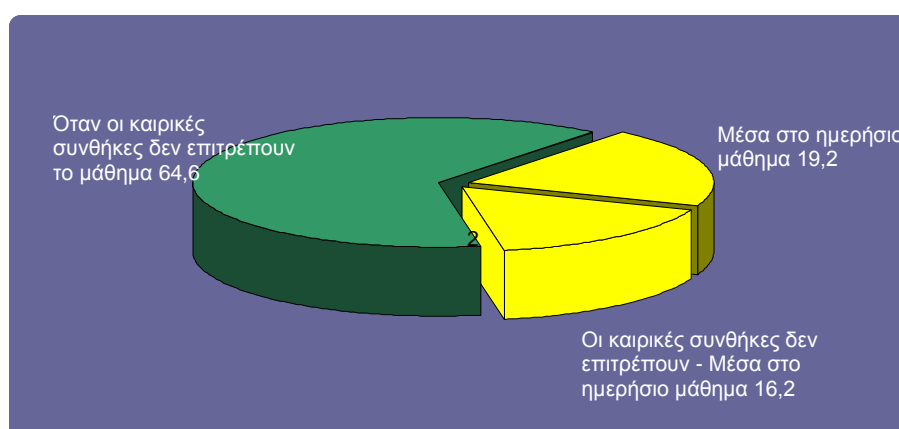 Όταν οι καιρικές
συνθήκες δεν επιτρέπουν
το μάθημα 64,6
Μέσα στο ημερήσιο
μάθημα 19,2
2
Οι καιρικές συνθήκες δεν
επιτρέπουν - Μέσα στο
ημερήσιο μάθημα 16,2